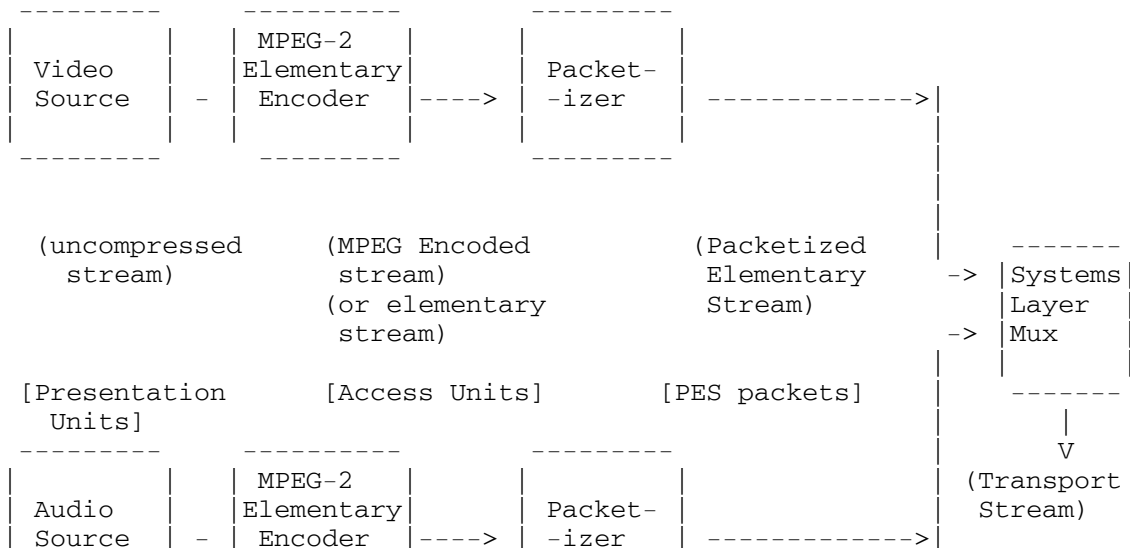 MPEG-2
Video Elementary Packet-
Source - Encoder ----> -izer ------------->
(uncompressed (MPEG Encoded (Packetized
stream) stream) Elementary -> Systems
(or elementary Stream) Layer
stream) -> Mux
[Presentation [Access Units] [PES packets]
Units]
V
MPEG-2 (Transport
Audio Elementary Packet- Stream)
Source - Encoder ----> -izer ------------->